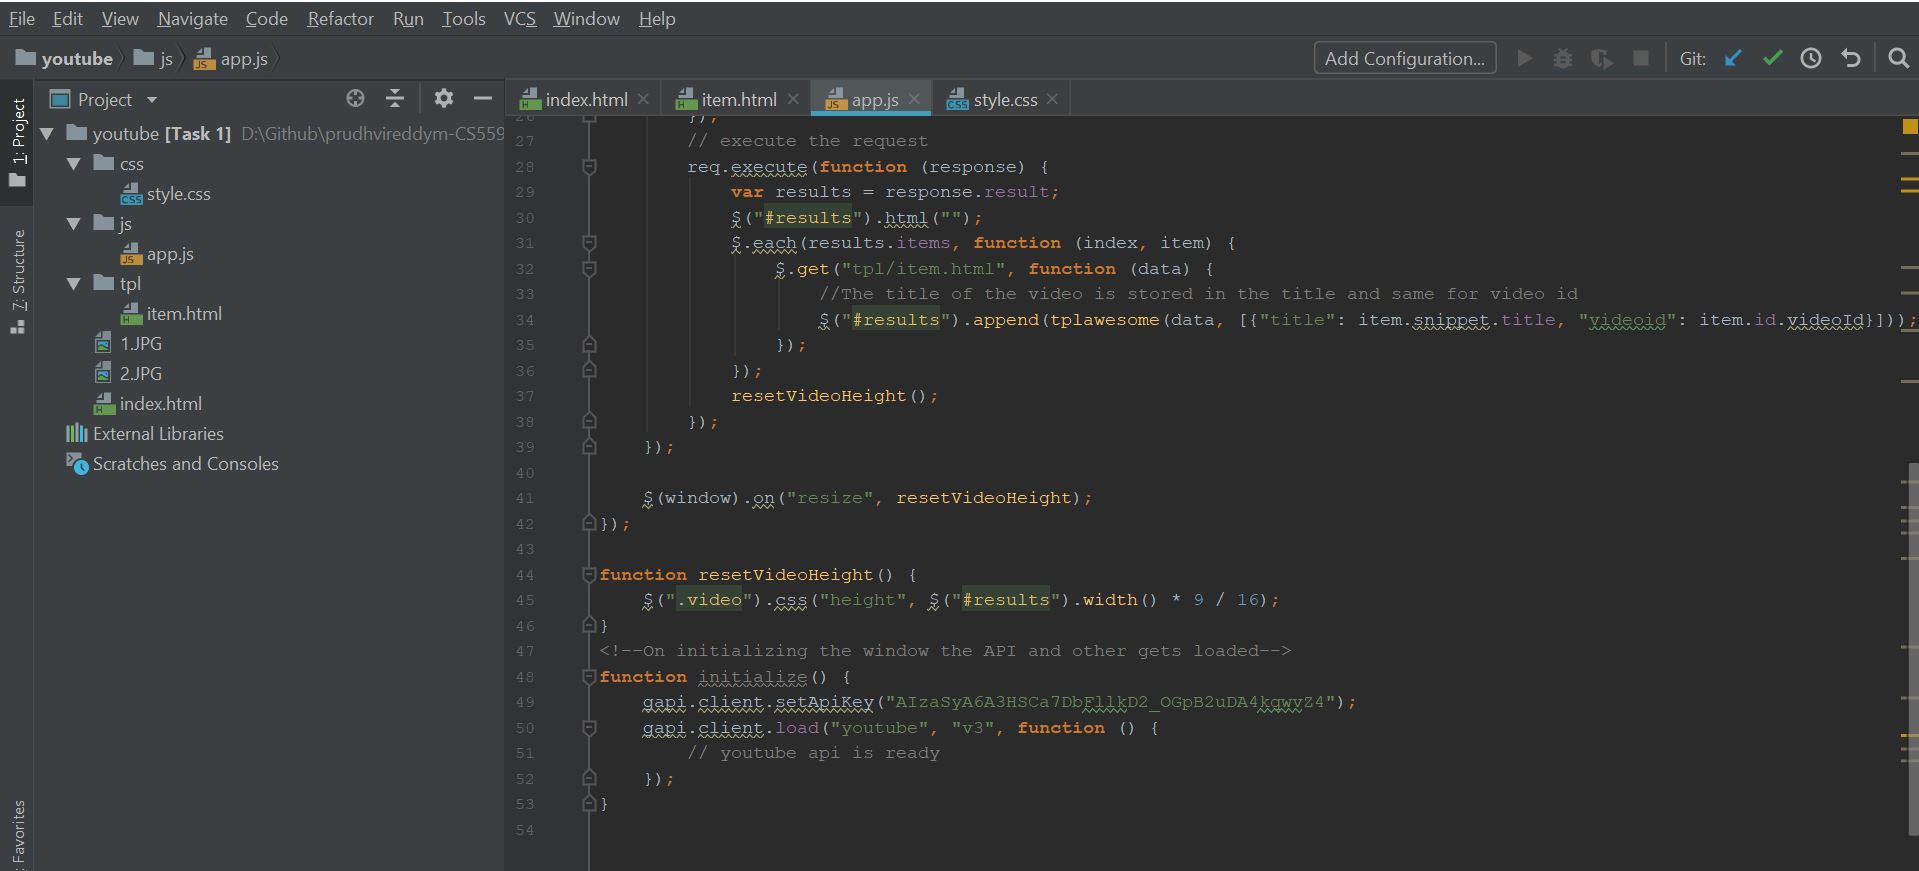 File Edit View Navigate Code Refactor Run Tools VCS Window Help
youtube js app.js Add Configuration... Git:
Project
index.html item.html app.js style.css
1: Project
7: Structure
Favorites
youtube [Task 1] D:\Github\prudhvireddym-CS559
css
style.css
js
app.js
tpl
item.html
1.JPG
2.JPG
index.html
External Libraries
Scratches and Consoles
26 });
27 // execute the request
28 req.execute(function (response) {
29 var results = response.result;
30 $("#results").html("");
31 $.each(results.items, function (index, item) {
32 $.get("tpl/item.html", function (data) {
33 //The title of the video is stored in the title and same for video id
34 $("#results").append(tplawesome(data, [{"title": item.snippet.title, "videoid": item.id.videoId}]));
35 });
36 });
37 resetVideoHeight();
38 });
39 });
40
41 $(window).on("resize", resetVideoHeight);
42 });
43
44 function resetVideoHeight() {
45 $(".video").css("height", $("#results").width() * 9 / 16);
46 }
47 <!--On initializing the window the API and other gets loaded-->
48 function initialize() {
49 gapi.client.setApiKey("AIzaSyA6A3HSCa7DbFllkD2_OGpB2uDA4kqwvZ4");
50 gapi.client.load("youtube", "v3", function () {
51 // youtube api is ready
52 });
53 }
54